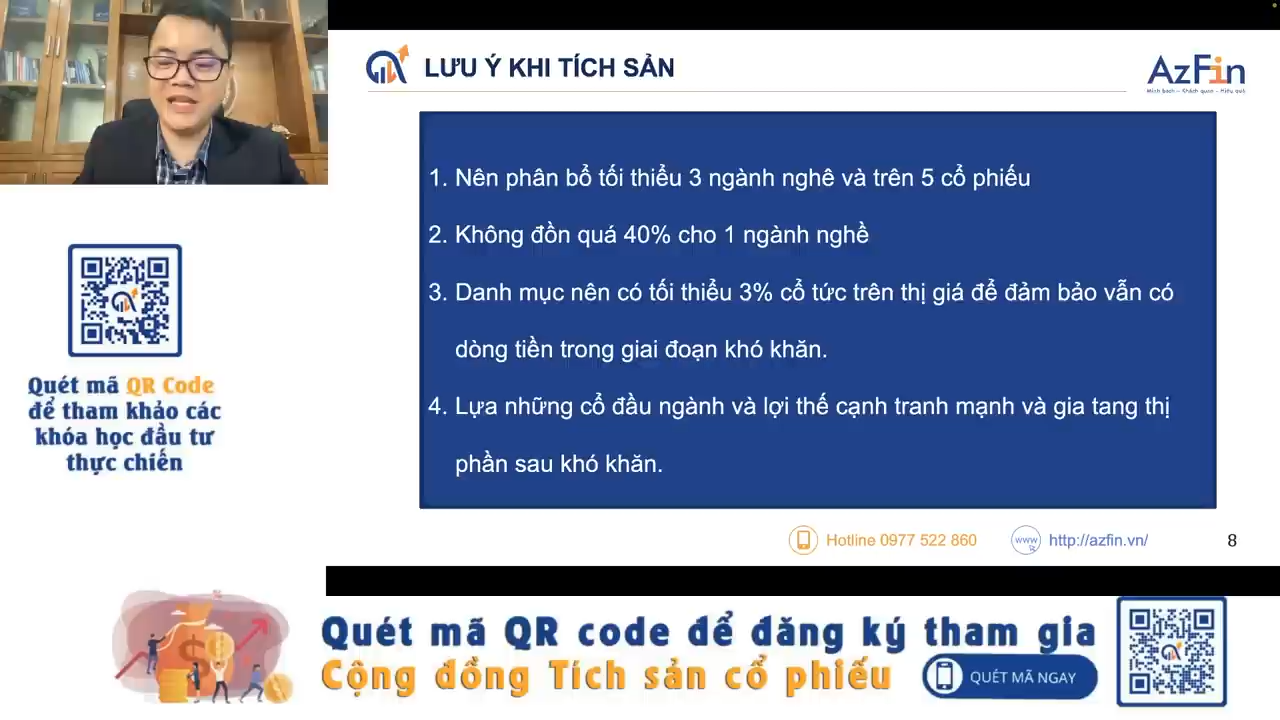 LƯU Ý KHI TÍCH SẢN
AzFin
Minh bạch - Khách quan - Hiệu quả
1. Nên phân bổ tối thiểu 3 ngành nghê và trên 5 cổ phiếu
2. Không đồn quá 40% cho 1 ngành nghề
3. Danh mục nên có tối thiểu 3% cổ tức trên thị giá để đảm bảo vẫn có
dòng tiền trong giai đoạn khó khăn.
4. Lựa những cổ đầu ngành và lợi thế cạnh tranh mạnh và gia tang thị
phần sau khó khăn.
Quét mã QR Code
để tham khảo các
khóa học đầu tư
thực chiến
Hotline 0977 522 860
www
http://azfin.vn/
8
Quét mã QR code để đăng ký tham gia
Cộng đồng Tích sản cổ phiếu
QUÉT MÃ NGAY